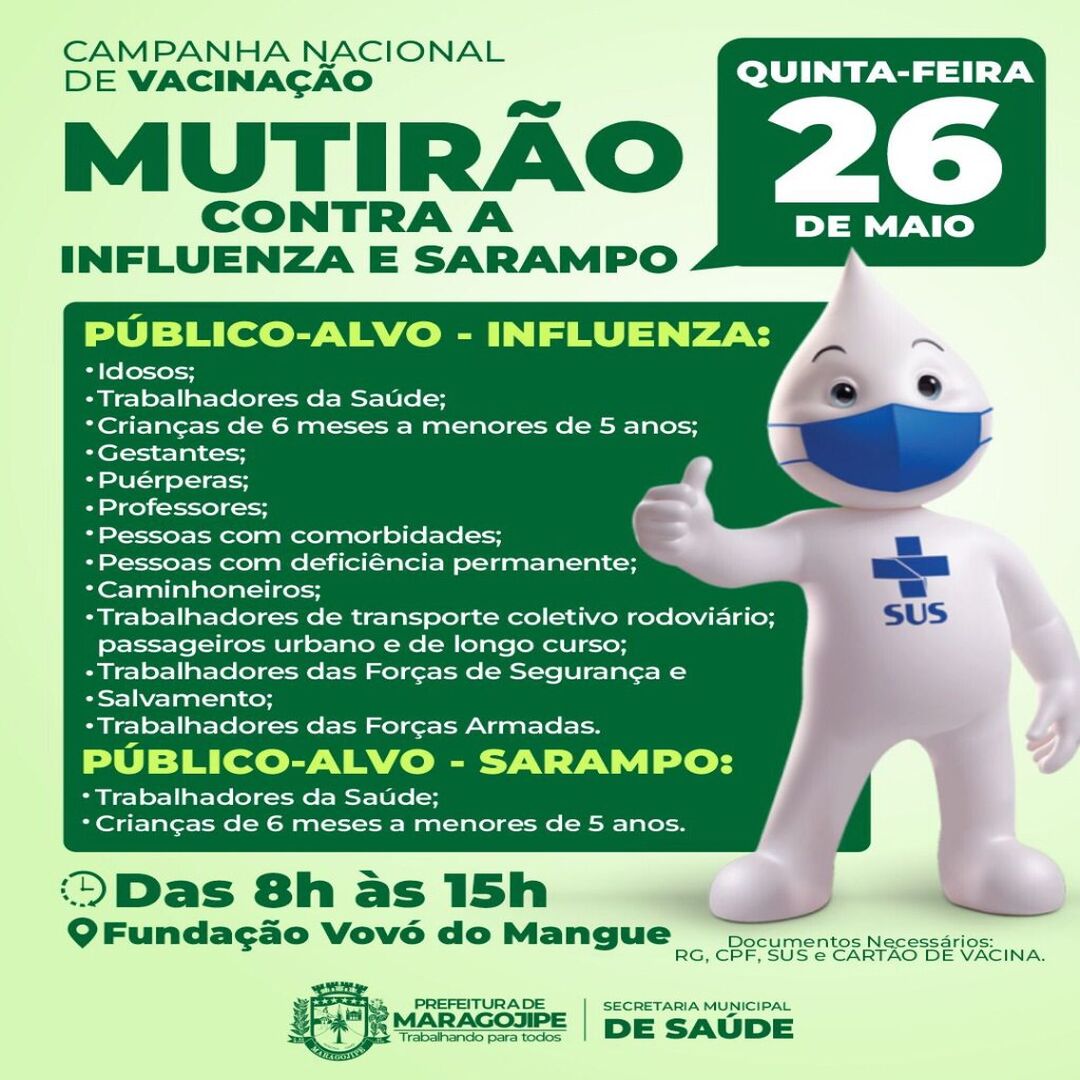 CAMPANHA NACIONAL
DE VACINAÇÃO
MUTIRÃO
CONTRA A
INFLUENZA E SARAMPO
QUINTA-FEIRA
26
DE MAIO
PÚBLICO-ALVO - INFLUENZA:
• Idosos;
• Trabalhadores da Saúde;
• Crianças de 6 meses a menores de 5 anos;
• Gestantes;
• Puérperas;
• Professores;
• Pessoas com comorbidades;
• Pessoas com deficiência permanente;
• Caminhoneiros;
• Trabalhadores de transporte coletivo rodoviário;
passageiros urbano e de longo curso;
• Trabalhadores das Forças de Segurança e
• Salvamento;
• Trabalhadores das Forças Armadas.
PÚBLICO-ALVO - SARAMPO:
• Trabalhadores da Saúde;
• Crianças de 6 meses a menores de 5 anos.
SUS
Das 8h às 15h
Fundação Vovó do Mangue
Documentos Necessários:
RG, CPF, SUS e CARTÃO DE VACINA.
MARAGOJIPE
PREFEITURA DE
MARAGOJIPE
Trabalhando para todos
SECRETARIA MUNICIPAL
DE SAÚDE